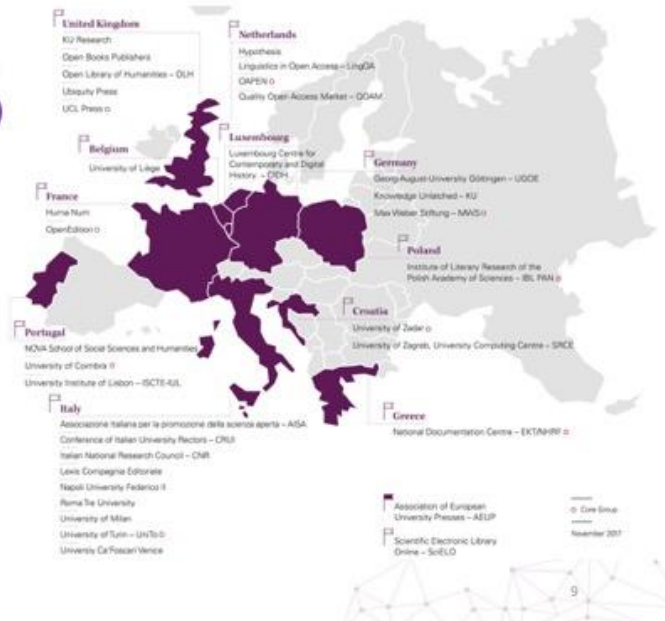 United Kingdom
KU Research
Open Books Publishers
Open Library of Humanities – OLH
Ubiquity Press
UCL Press
Netherlands
Hypothesis
Linguistics in Open Access – LingOA
OAPEN
Quality Open Access Market – QOAM
Belgium
University of Liège
Luxembourg
Luxembourg Centre for
Contemporary and Digital
History – C²DH
Germany
Georg-August-University Göttingen – UGOE
Knowledge Unlatched – KU
Max Weber Stiftung – MWS
France
Huma Num
OpenEdition
Poland
Institute of Literary Research of the
Polish Academy of Sciences – IBL PAN
Croatia
University of Zadar
University of Zagreb, University Computing Centre – SRCE
Portugal
NOVA School of Social Sciences and Humanities
University of Coimbra
University Institute of Lisbon – ISCTE-IUL
Italy
Associazione italiana per la promozione della scienza aperta – AISA
Conference of Italian University Rectors – CRUI
Italian National Research Council – CNR
Lexis Compagnia Editoriale
Napoli University Federico II
Roma Tre University
University of Milan
University of Turin – UniTo
Universiy Ca'Foscari Venice
Greece
National Documentation Centre – EKT/NHRF
Association of European
University Presses – AEUP
Scientific Electronic Library
Online – SciELO
Core Group
November 2017
9